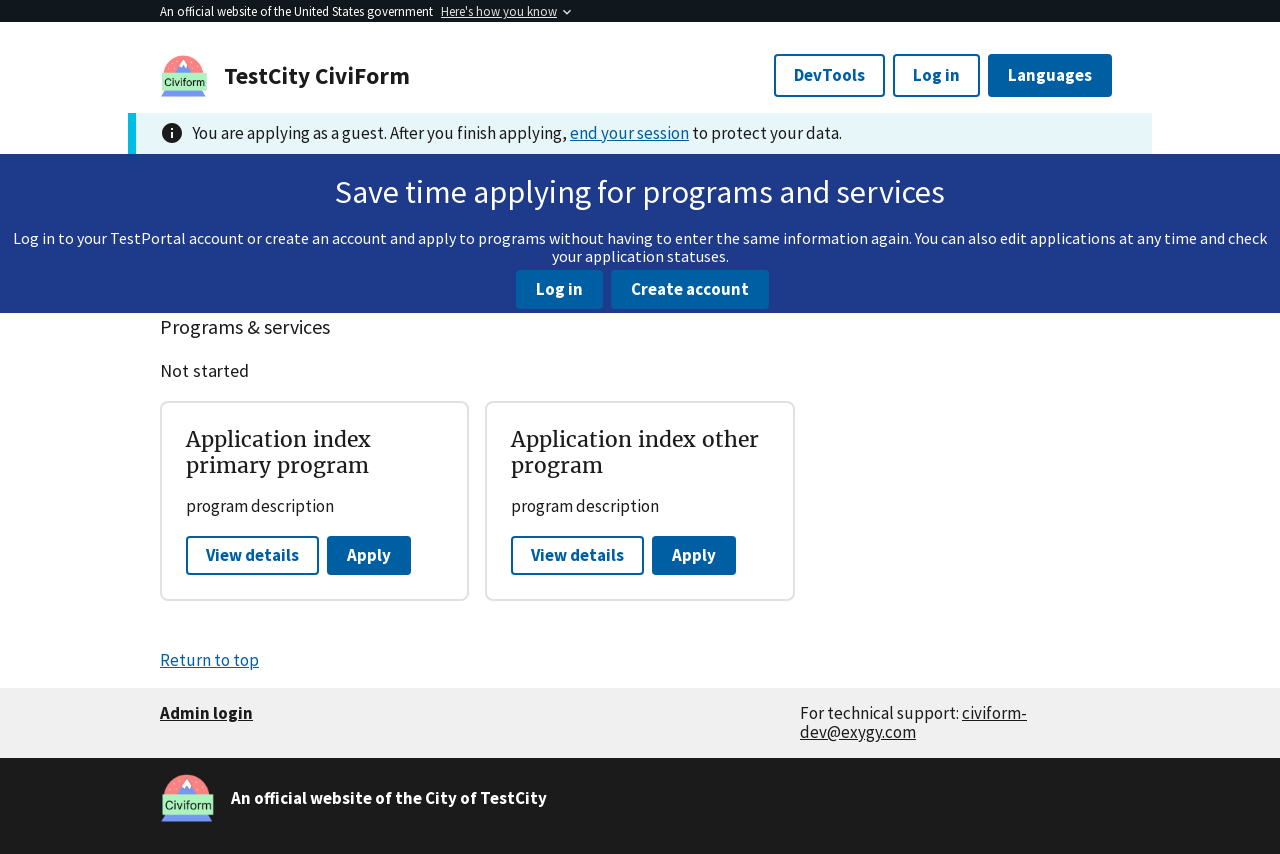 An official website of the United States government Here's how you know
Civiform
TestCity CiviForm
DevTools
Log in
Languages
You are applying as a guest. After you finish applying, end your session to protect your data.
Save time applying for programs and services
Log in to your TestPortal account or create an account and apply to programs without having to enter the same information again. You can also edit applications at any time and check
your application statuses.
Log in
Create account
Programs & services
Not started
Application index
primary program
program description
View details
Apply
Application index other
program
program description
View details
Apply
Return to top
Admin login
For technical support: civiform-
dev@exygy.com
Civiform
An official website of the City of TestCity